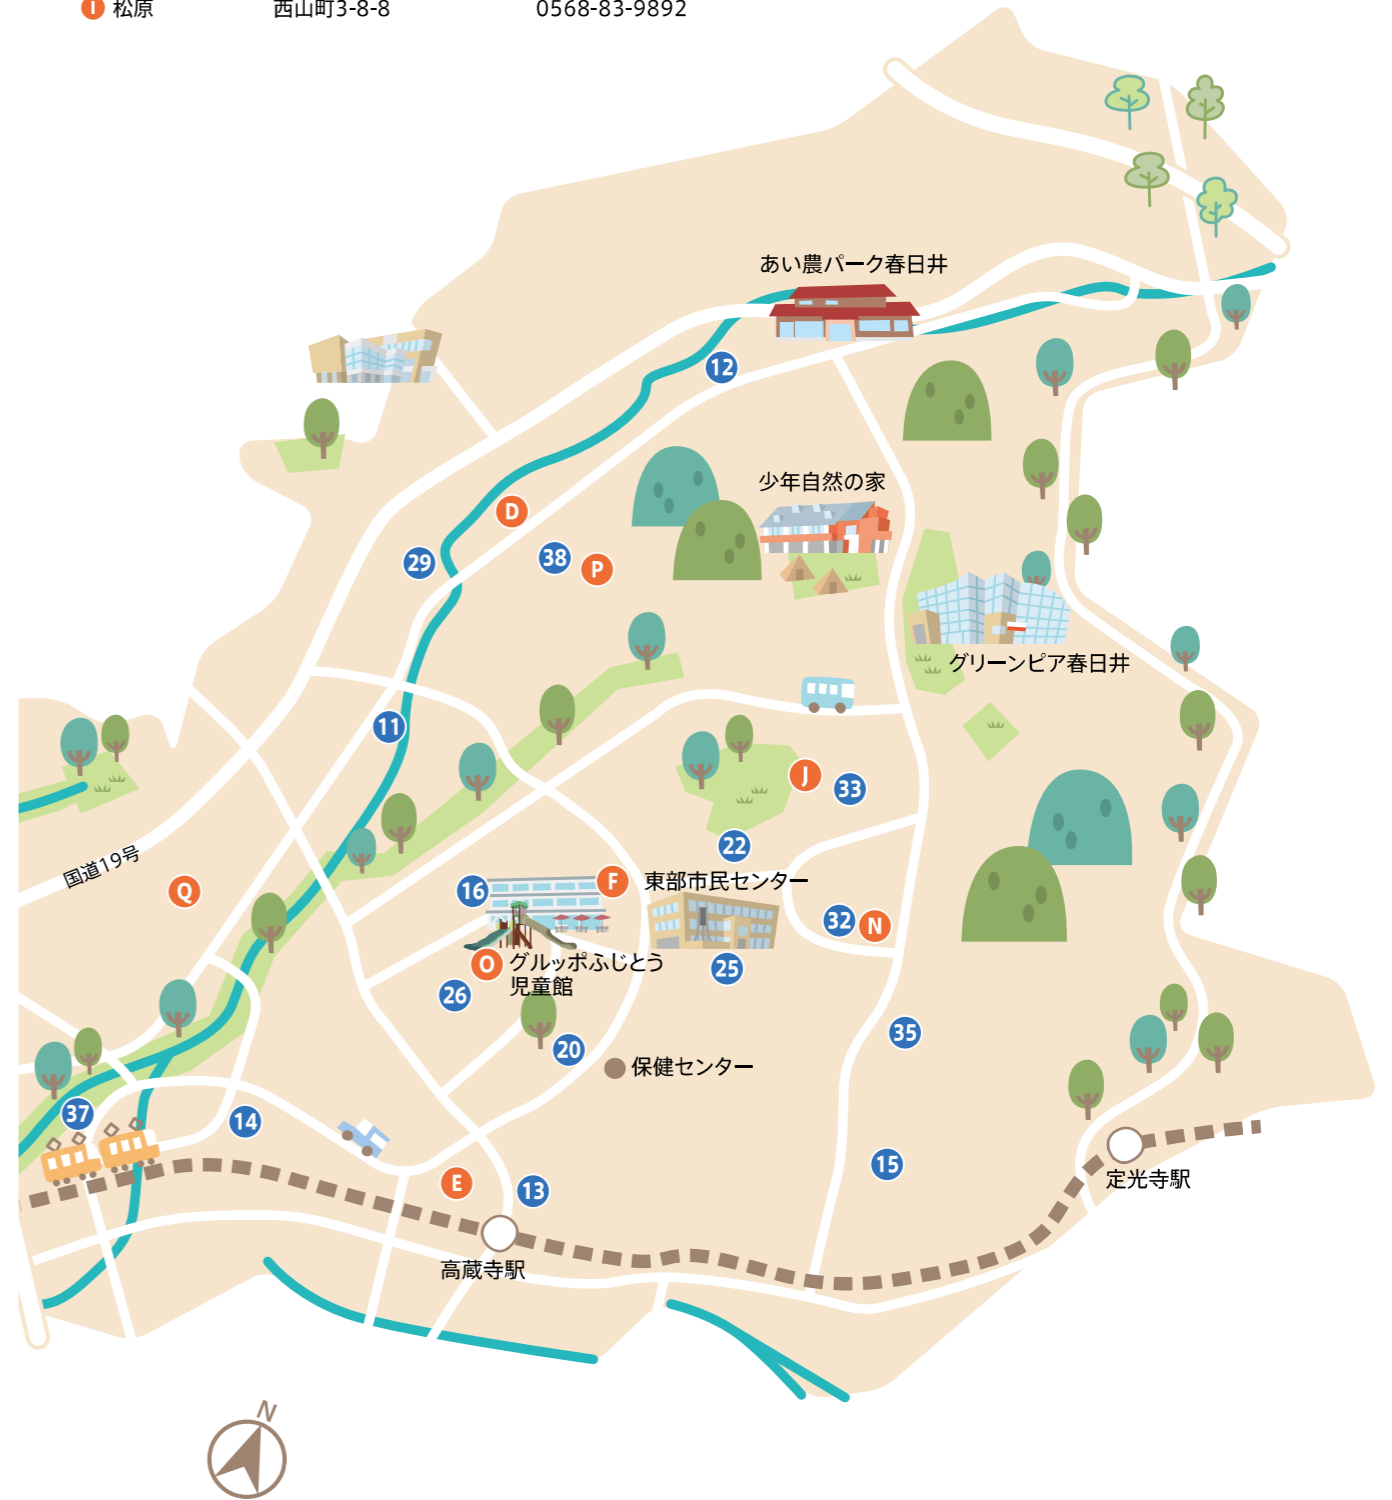 I 松原 西山町3-8-8 0568-83-9892
あい農パーク春日井
12
少年自然の家
D
29
38
P
グリーンピア春日井
11
J
33
国道19号
22
Q
16
F
東部市民センター
32
N
O
グルッポふじとう
児童館
25
26
35
20
保健センター
37
14
15
定光寺駅
E
13
高蔵寺駅
N